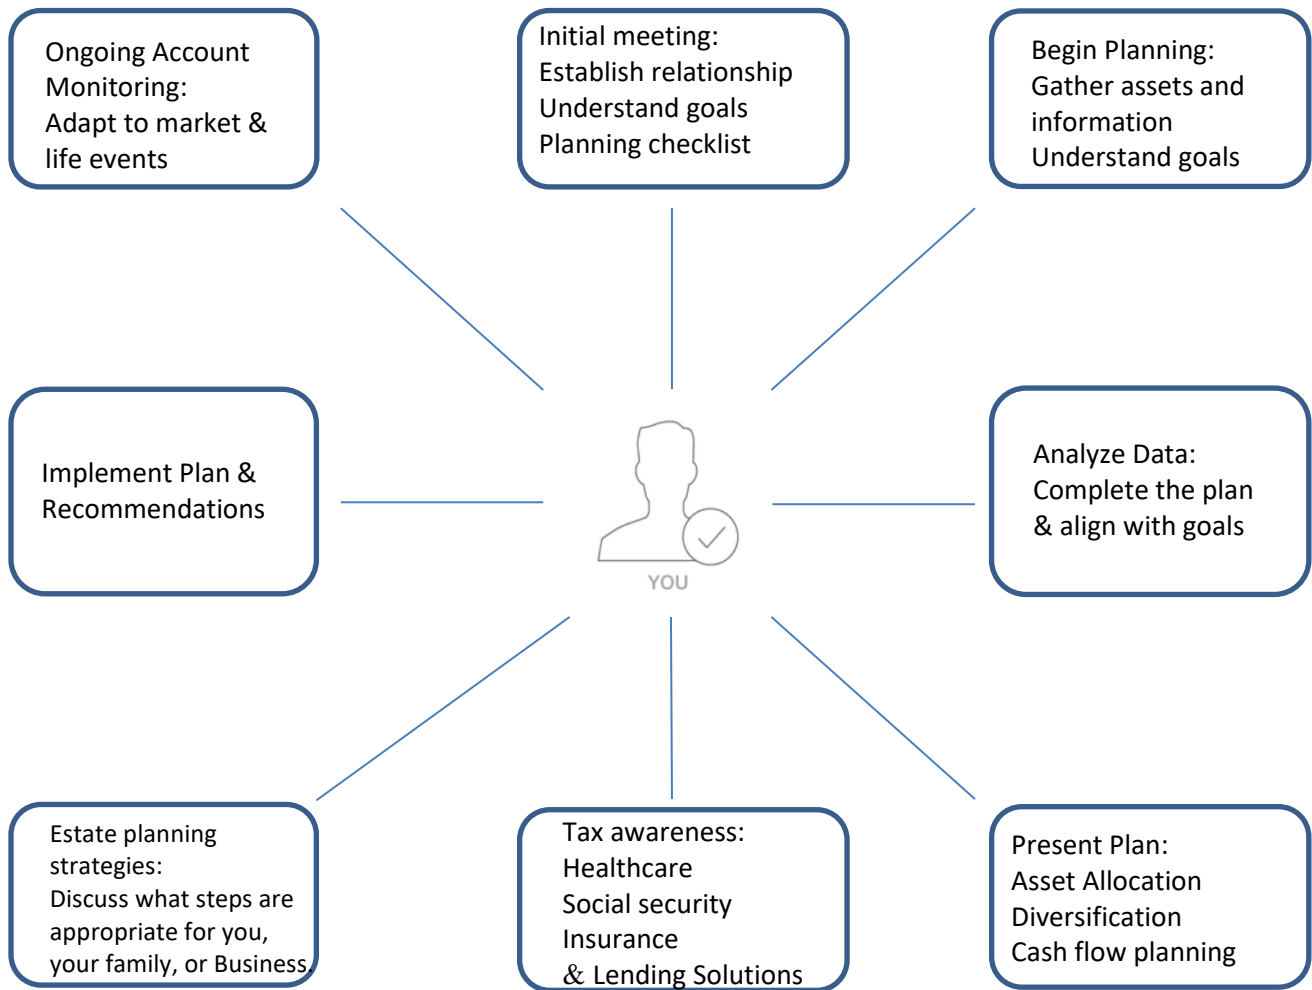 Ongoing Account
Monitoring:
Adapt to market &
life events
Initial meeting:
Establish relationship
Understand goals
Planning checklist
Begin Planning:
Gather assets and
information
Understand goals
Implement Plan &
Recommendations
YOU
Analyze Data:
Complete the plan
& align with goals
Estate planning
strategies:
Discuss what steps are
appropriate for you,
your family, or Business.
Tax awareness:
Healthcare
Social security
Insurance
& Lending Solutions
Present Plan:
Asset Allocation
Diversification
Cash flow planning